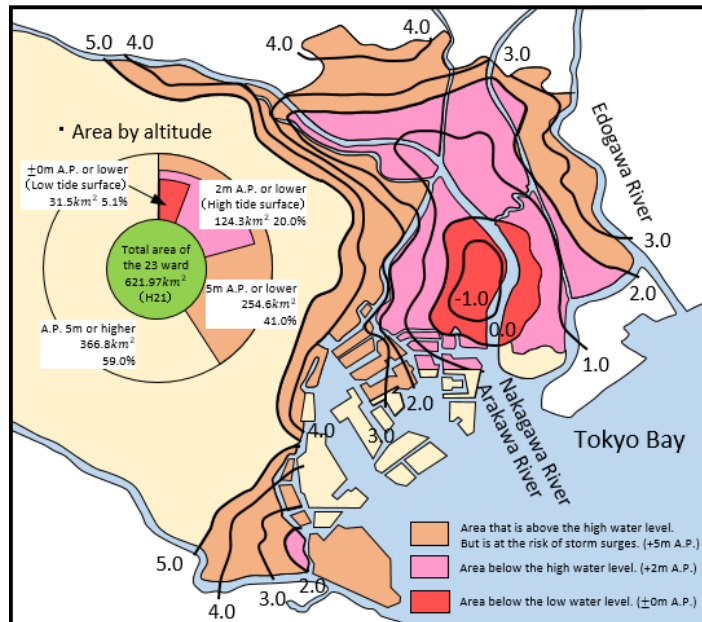 5.0
4.0
4.0
4.0
3.0
Edogawa River
· Area by altitude
±0m A.P. or lower
(Low tide surface)
31.5km² 5.1%
2m A.P. or lower
(High tide surface)
124.3km² 20.0%
Total area of
the 23 ward
621.97km²
(H21)
5m A.P. or lower
254.6km²
41.0%
A.P. 5m or higher
366.8km²
59.0%
3.0
2.0
-1.0
0.0
1.0
2.0
3.0
4.0
Nakagawa River
Arakawa River
Tokyo Bay
5.0
4.0
3.0
2.0
Area that is above the high water level.
But is at the risk of storm surges. (+5m A.P.)
Area below the high water level. (+2m A.P.)
Area below the low water level. (±0m A.P.)